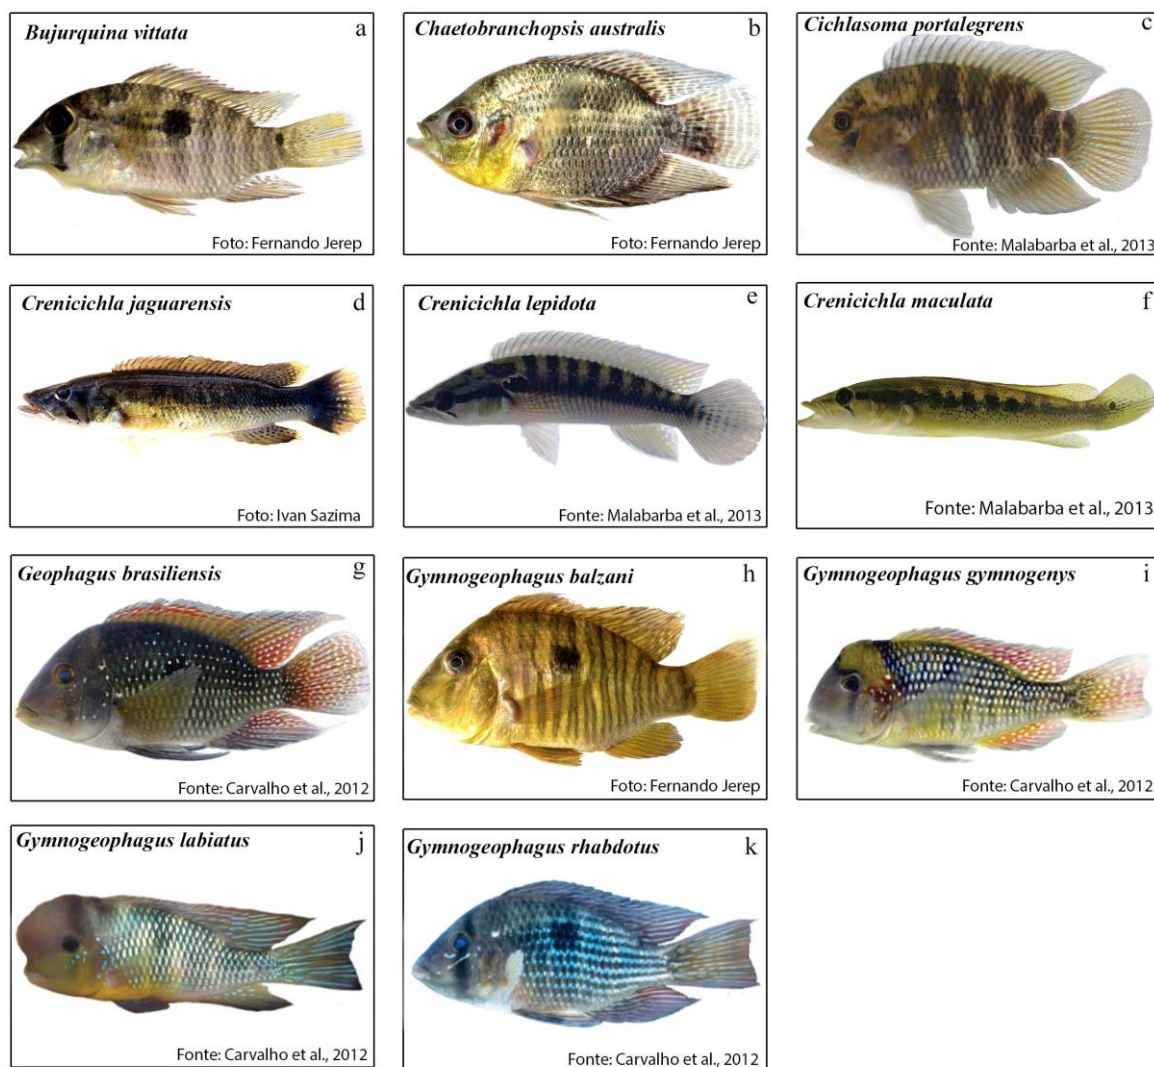 Bujurquina vittata a
Foto: Fernando Jerep
Chaetobranchopsis australis b
Foto: Fernando Jerep
Cichlasoma portalegrens c
Fonte: Malabarba et al., 2013
Crenicichla jaguarensis d
Foto: Ivan Sazima
Crenicichla lepidota e
Fonte: Malabarba et al., 2013
Crenicichla maculata f
Fonte: Malabarba et al., 2013
Geophagus brasiliensis g
Fonte: Carvalho et al., 2012
Gymnogeophagus balzani h
Foto: Fernando Jerep
Gymnogeophagus gymnogenys i
Fonte: Carvalho et al., 2012
Gymnogeophagus labiatus j
Fonte: Carvalho et al., 2012
Gymnogeophagus rhabdotus k
Fonte: Carvalho et al., 2012